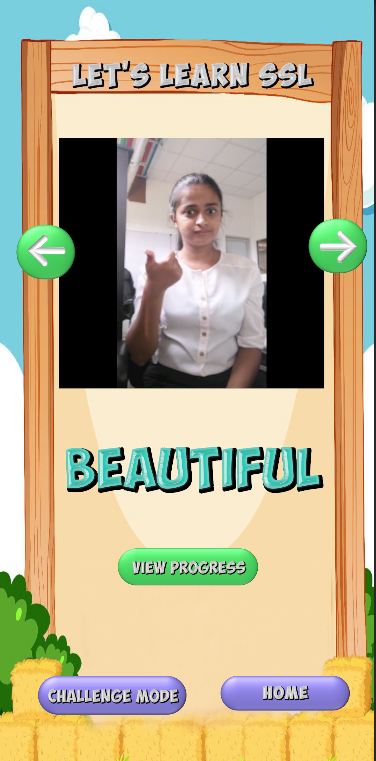 LET'S LEARN SSL
BEAUTIFUL
VIEW PROGRESS
CHALLENGE MODE
HOME